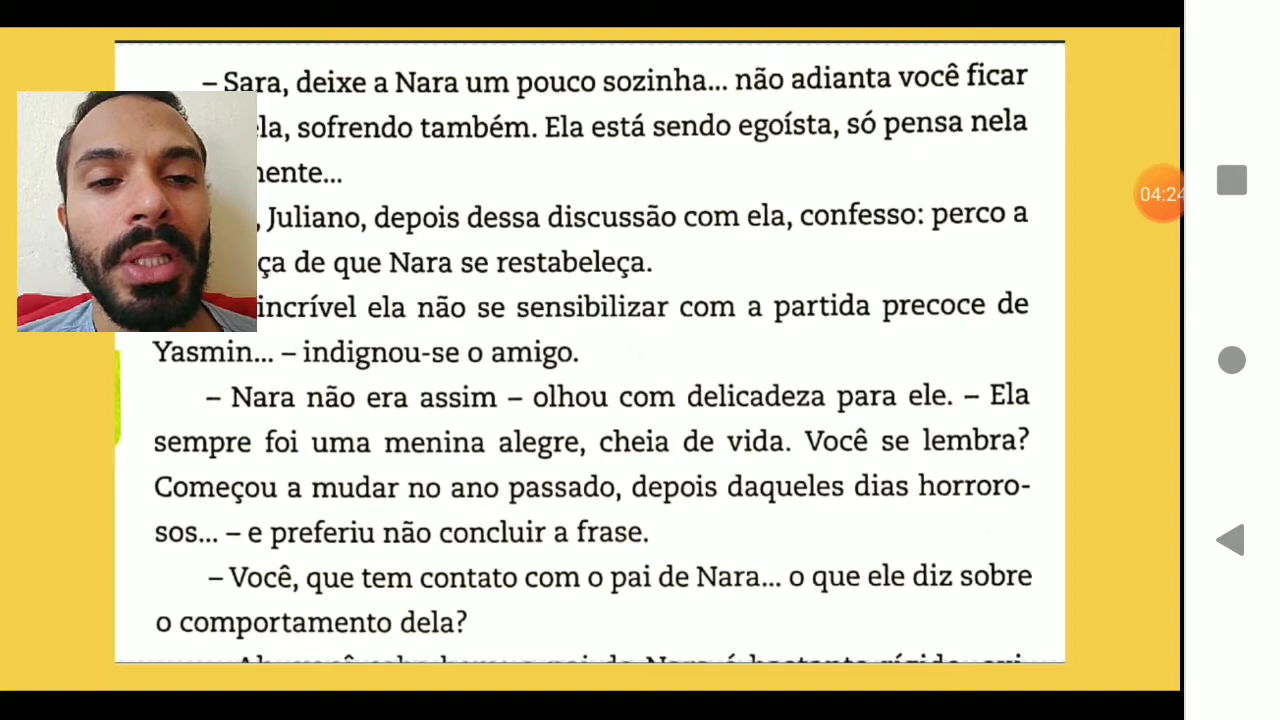 – Sara, deixe a Nara um pouco sozinha... não adianta você ficar
sofrendo também. Ela está sendo egoísta, só pensa nela
Juliano, depois dessa discussão com ela, confesso: perco a
de que Nara se restabeleça.
incrível ela não se sensibilizar com a partida precoce de
Yasmin... – indignou-se o amigo.
– Nara não era assim – olhou com delicadeza para ele. – Ela
sempre foi uma menina alegre, cheia de vida. Você se lembra?
Começou a mudar no ano passado, depois daqueles dias horroro-
sos... – e preferiu não concluir a frase.
– Você, que tem contato com o pai de Nara... o que ele diz sobre
o comportamento dela?
04:24